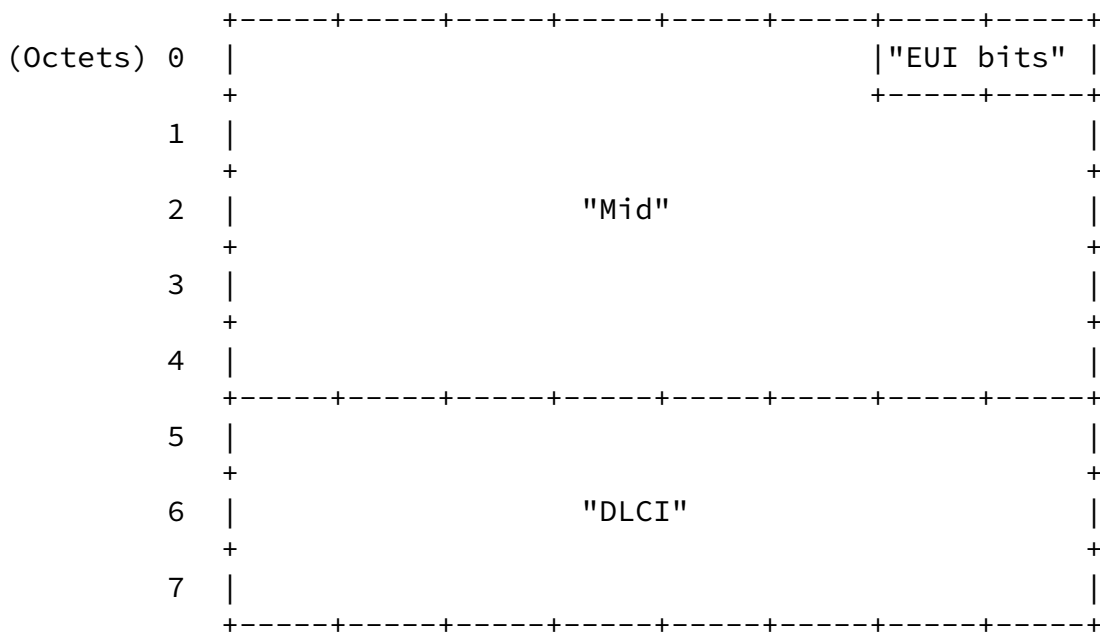 +-----+-----+-----+-----+-----+-----+-----+-----+
(Octets) 0 | |"EUI bits" |
+ +-----+-----+
1 | |
+ +
2 | "Mid" |
+ +
3 | |
+ +
4 | |
+-----+-----+-----+-----+-----+-----+-----+-----+
5 | |
+ +
6 | "DLCI" |
+ +
7 | |
+-----+-----+-----+-----+-----+-----+-----+-----+